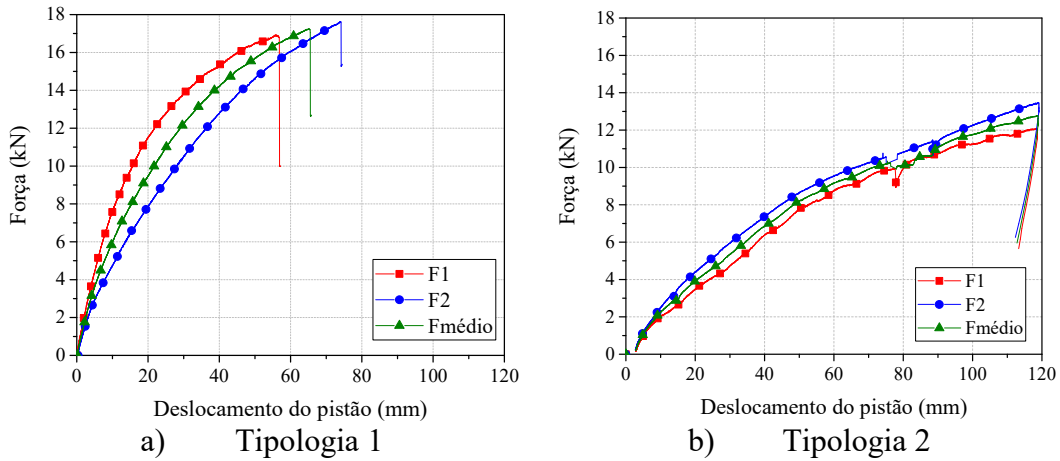 18
16
14
12
10
8
6
4
2
0
Força (kN)
F1
F2
Fmédio
0 20 40 60 80 100 120
Deslocamento do pistão (mm)
a) Tipologia 1
18
16
14
12
10
8
6
4
2
0
Força (kN)
F1
F2
Fmédio
0 20 40 60 80 100 120
Deslocamento do pistão (mm)
b) Tipologia 2